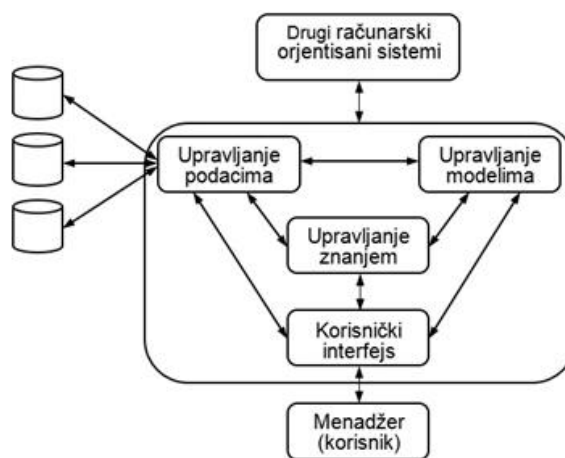 Drugi računarski
orjentisani sistemi
Upravljanje
podacima
Upravljanje
modelima
Upravljanje
znanjem
Korisnički
interfejs
Menadžer
(korisnik)